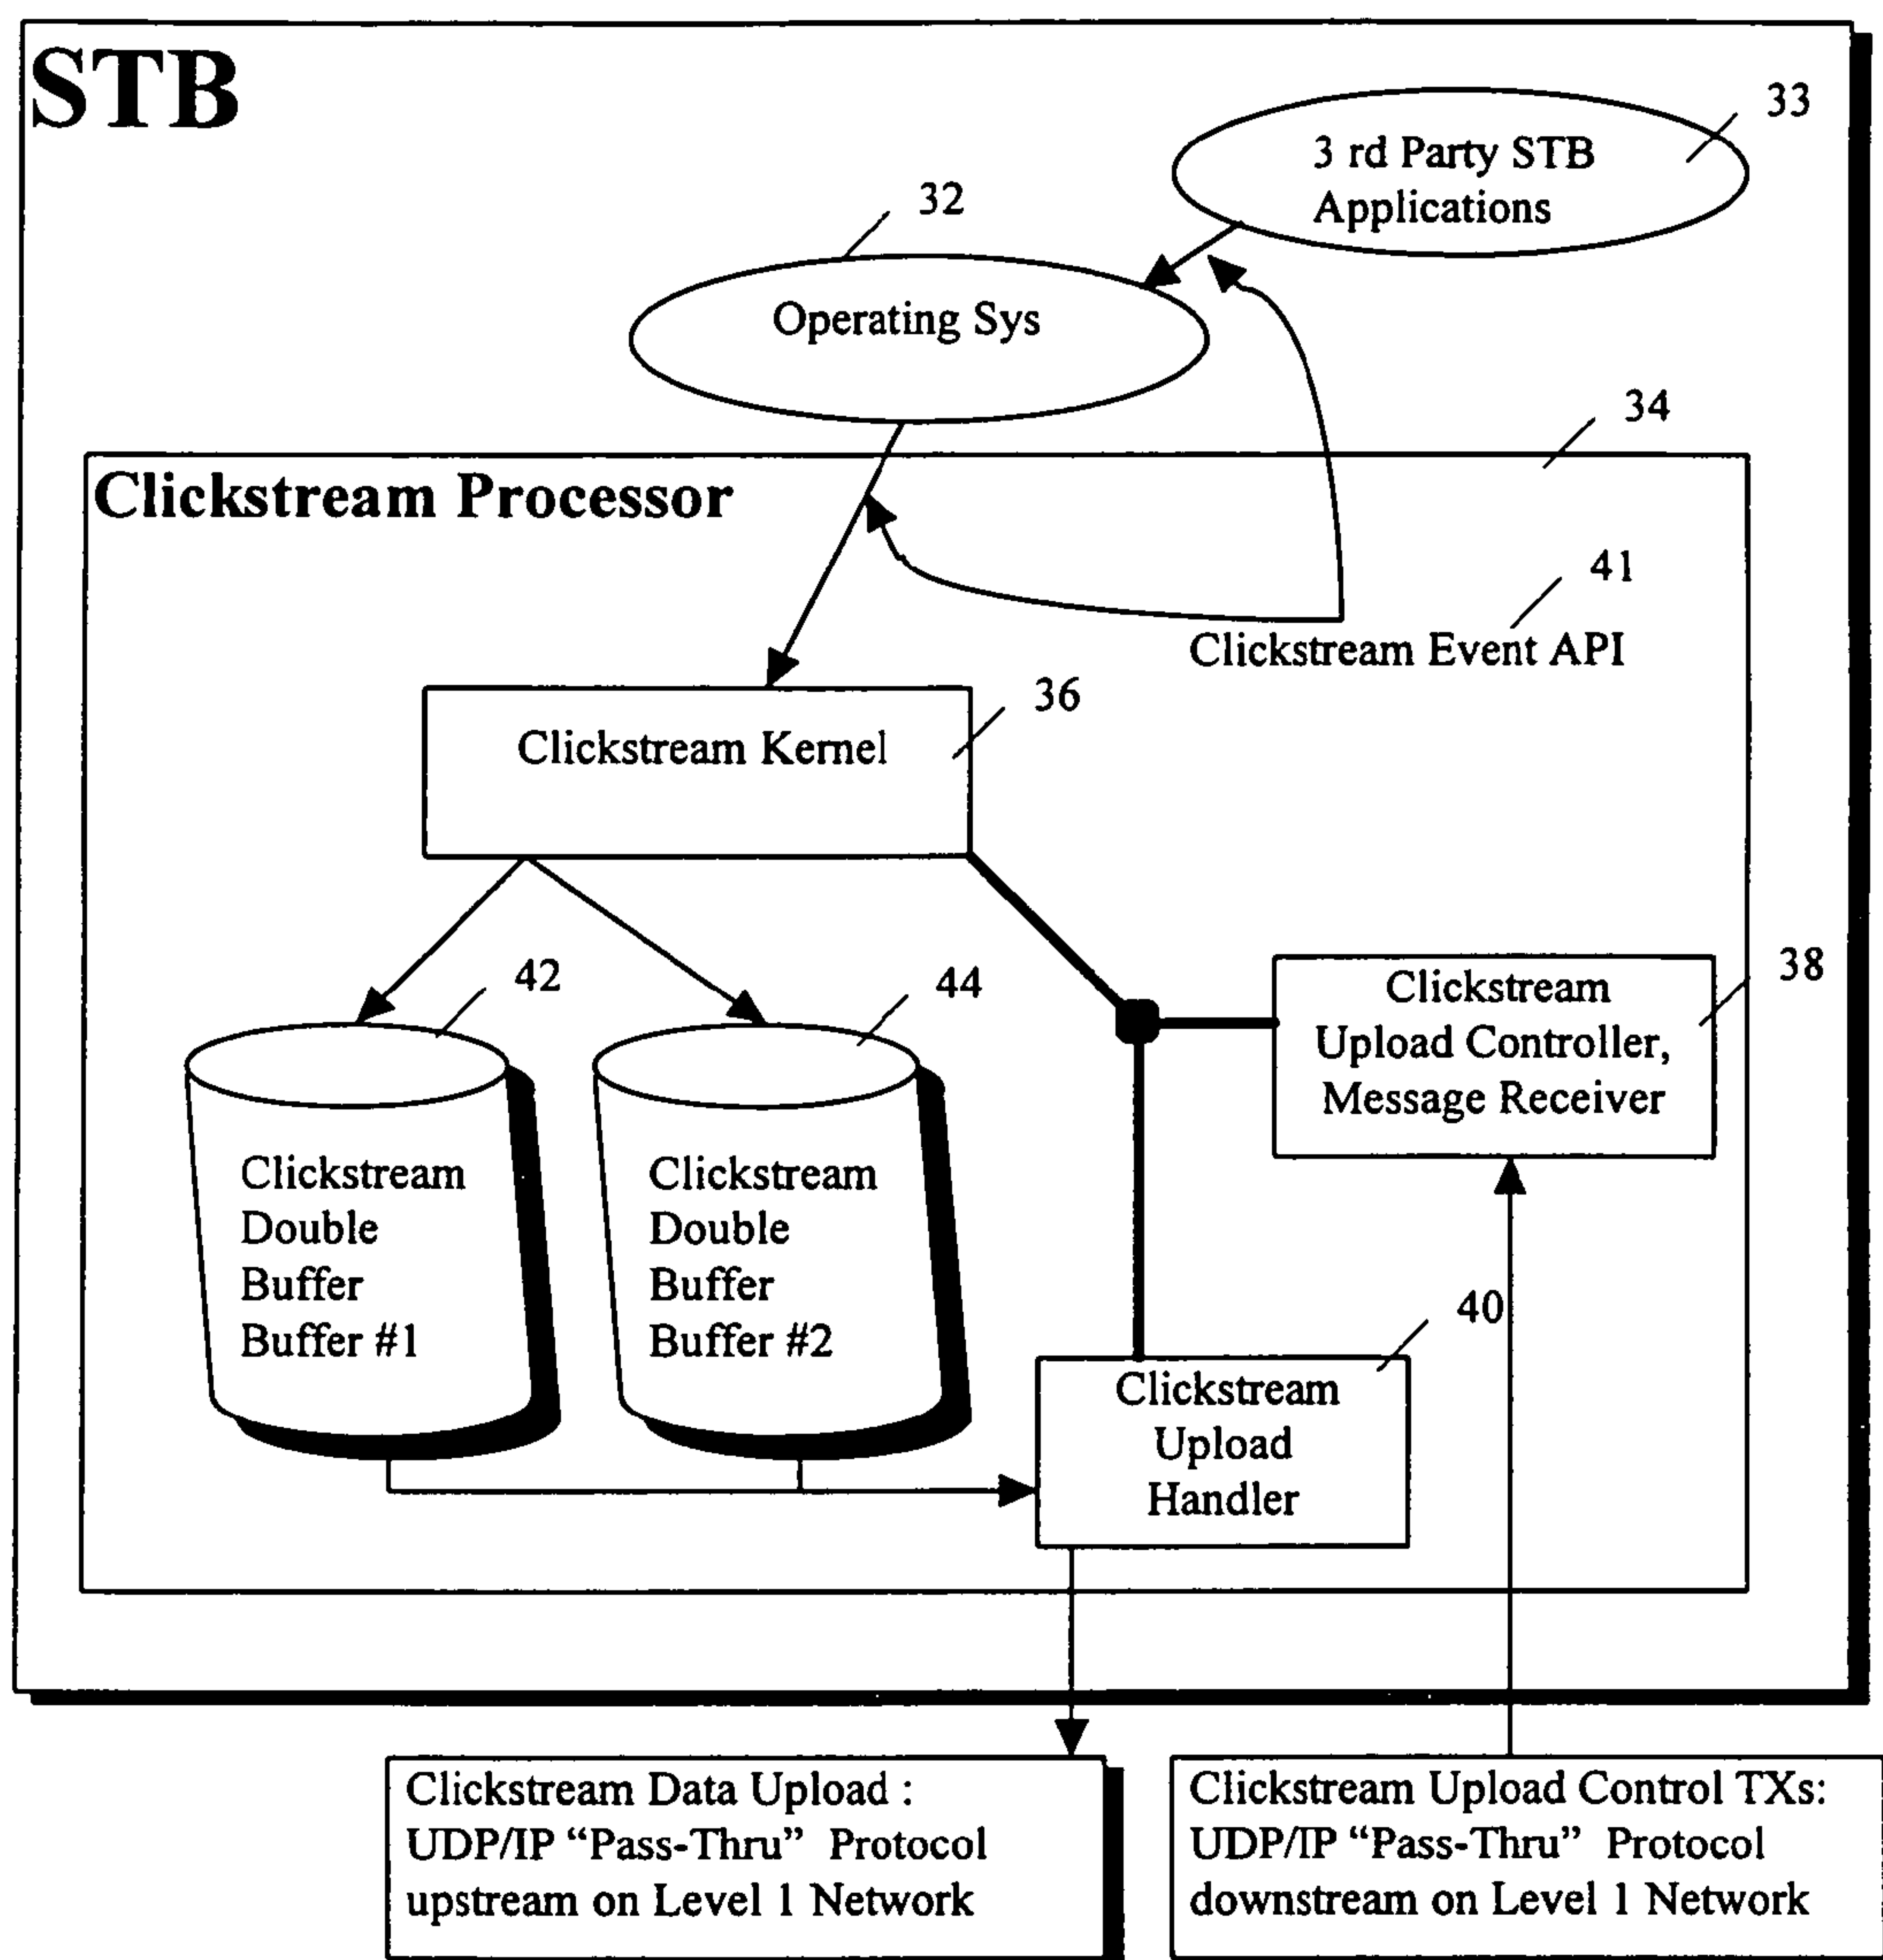 STB
33
3 rd Party STB
Applications
32
Operating Sys
34
Clickstream Processor
41
Clickstream Event API
36
Clickstream Kernel
42
44
38
Clickstream
Upload Controller,
Message Receiver
Clickstream
Double
Buffer
Buffer #1
Clickstream
Double
Buffer
Buffer #2
40
Clickstream
Upload
Handler
Clickstream Data Upload :
UDP/IP “Pass-Thru” Protocol
upstream on Level 1 Network
Clickstream Upload Control TXs:
UDP/IP “Pass-Thru” Protocol
downstream on Level 1 Network